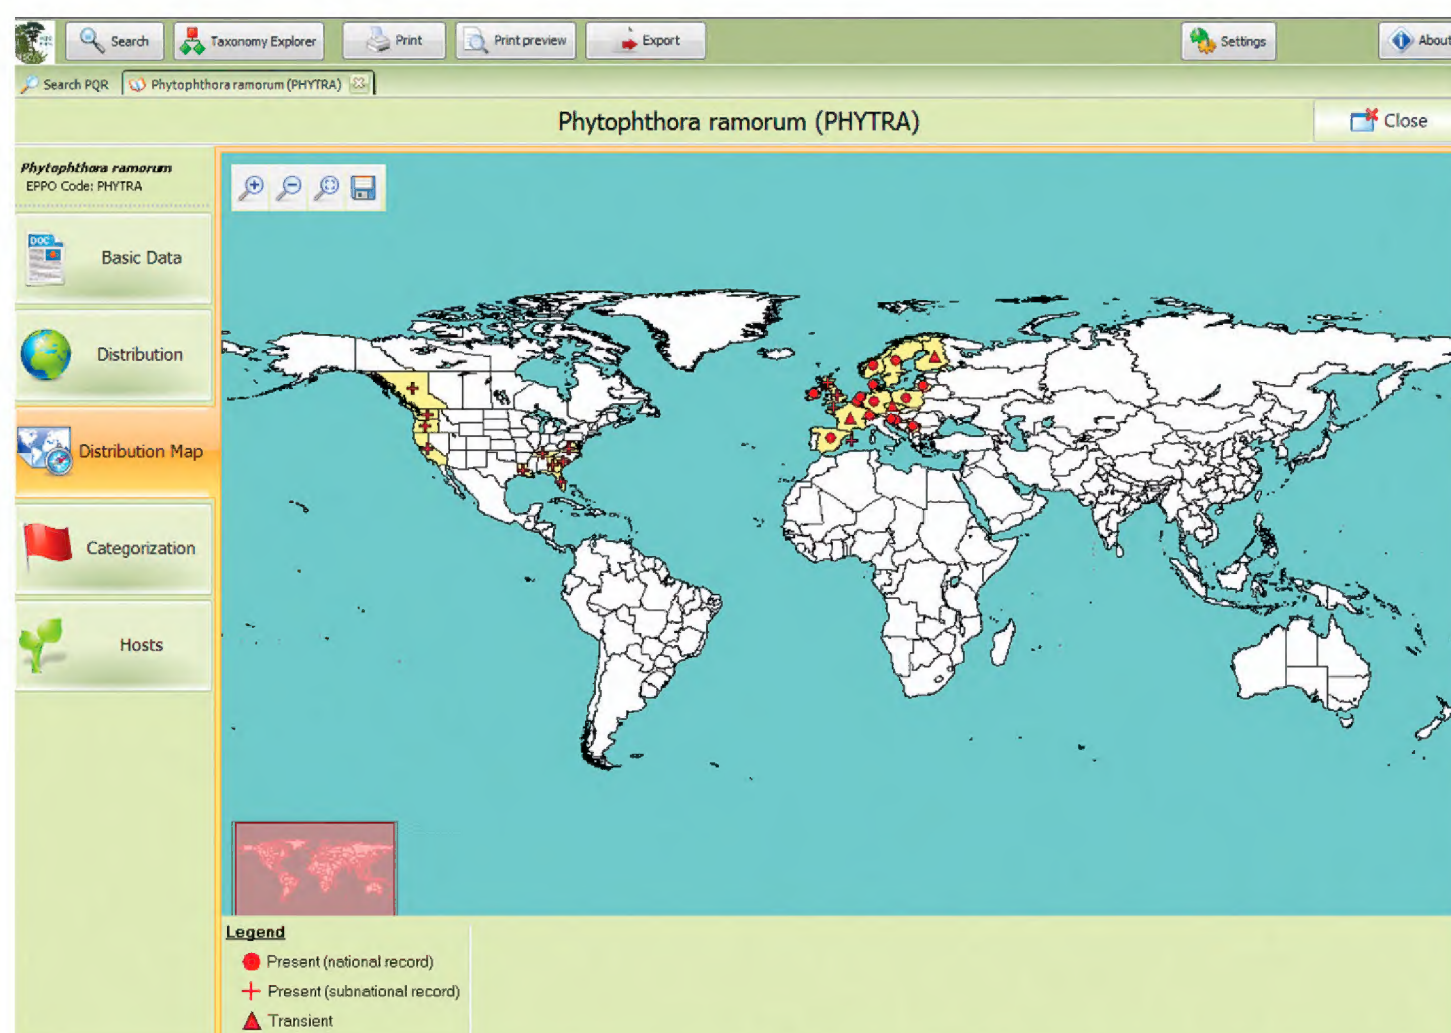 Search
Taxonomy Explorer
Print
Print preview
Export
Settings
About
Search PQR
Phytophthora ramorum (PHYTRA)
Phytophthora ramorum (PHYTRA)
Close
Phytophthora ramorum
EPPO Code: PHYTRA
DOC
Basic Data
Distribution
Distribution Map
Categorization
Hosts
Legend
Present (national record)
Present (subnational record)
Transient